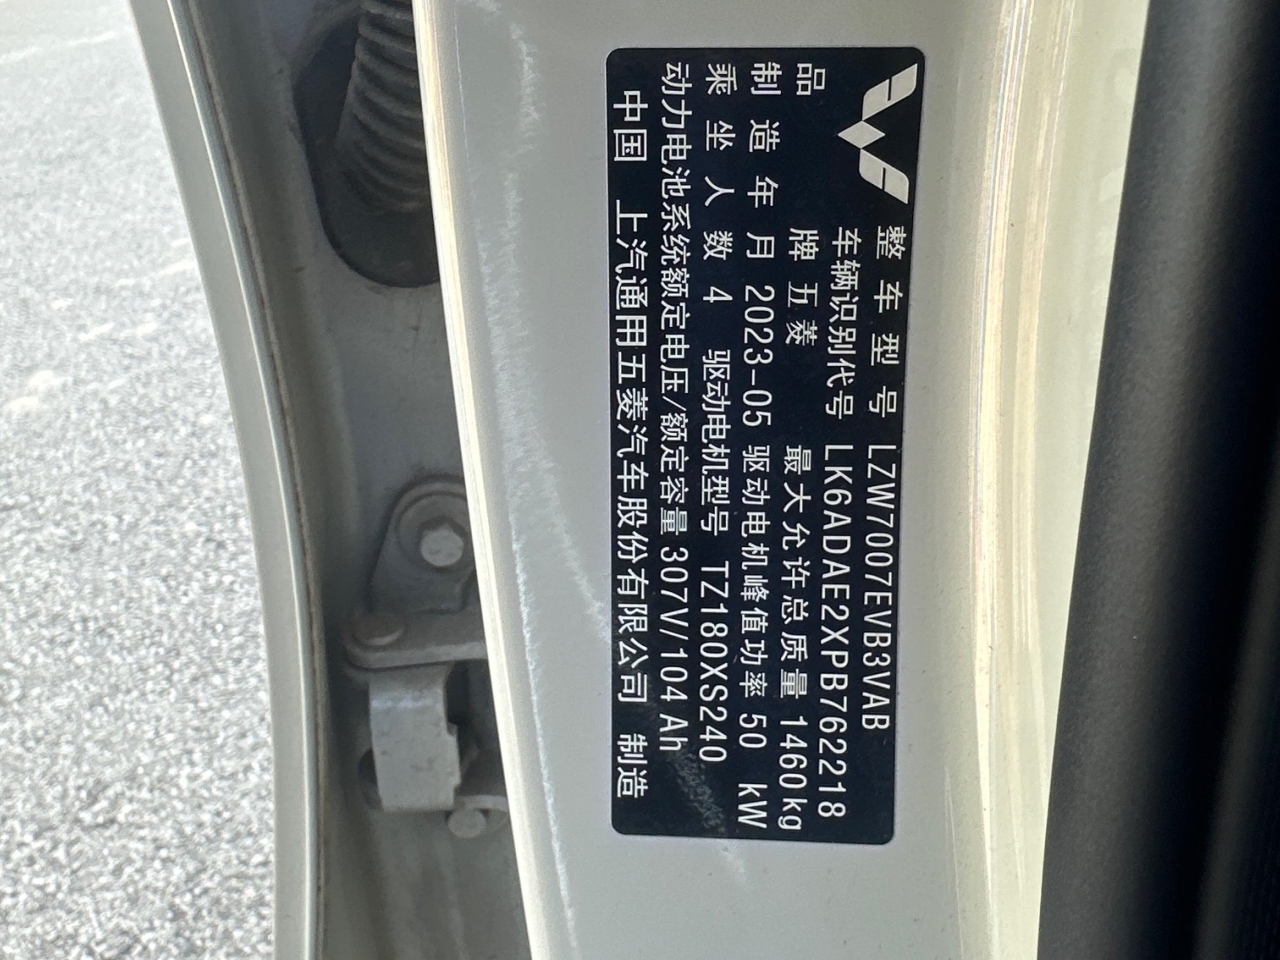 整车型号 LZW7007EVB3VAB
车辆识别代号 LK6ADAE2XPB762218
品牌 五菱 最大允许总质量 1460kg
制造年月 2023-05 驱动电机峰值功率 50 kW
乘坐人数 4 驱动电机型号 TZ180XS240
动力电池系统额定电压/额定容量 307V/104Ah
中国 上汽通用五菱汽车股份有限公司 制造